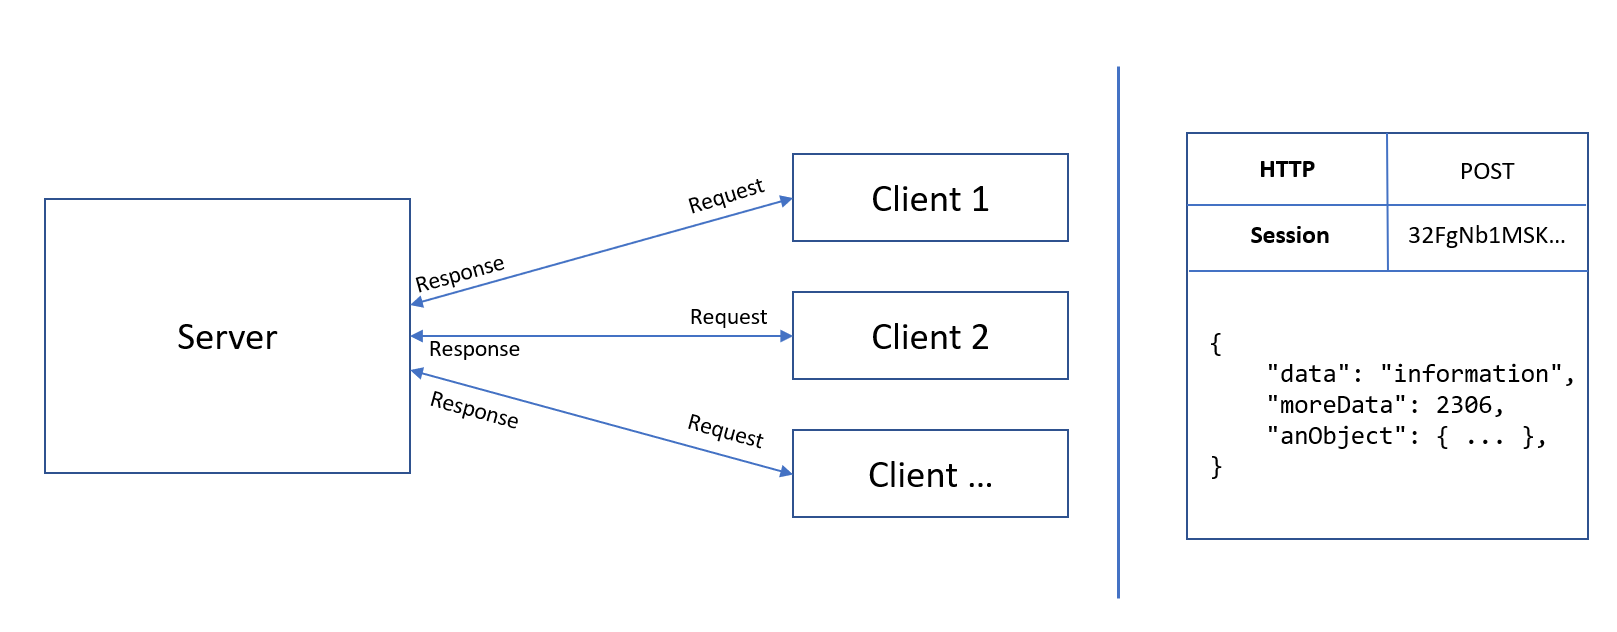 Server
Response
Request
Client 1
Response
Request
Client 2
Response
Request
Client ...
HTTP
POST
Session
32FgNb1MSK...
{
"data": "information",
"moreData": 2306,
"anObject": { ... },
}